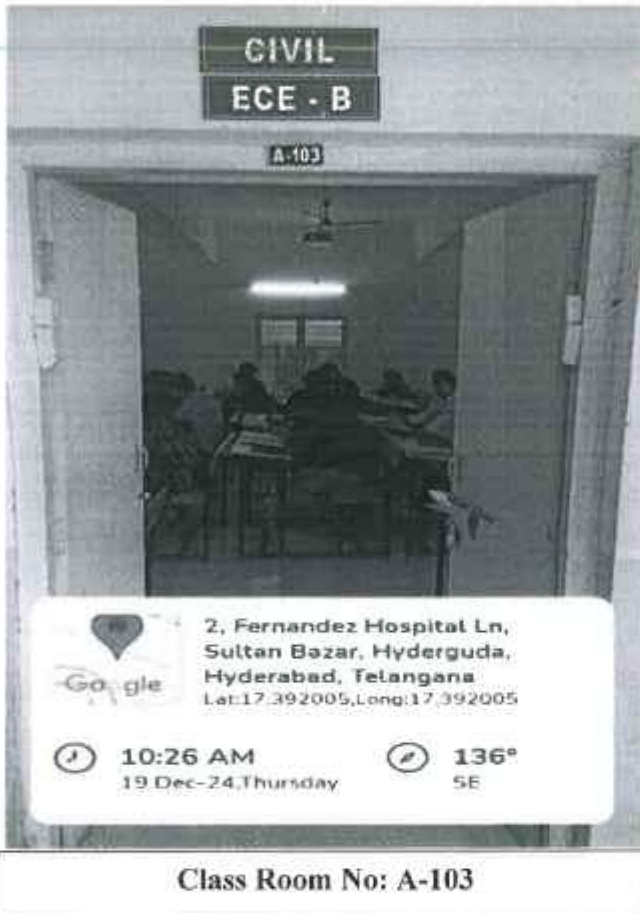 CIVIL
ECE - B
A-103
2, Fernandez Hospital Ln,
Sultan Bazar, Hyderguda,
Hyderabad, Telangana
Lat:17.392005,Long:17.392005
Google
10:26 AM
19 Dec-24,Thursday
136°
SE
Class Room No: A-103